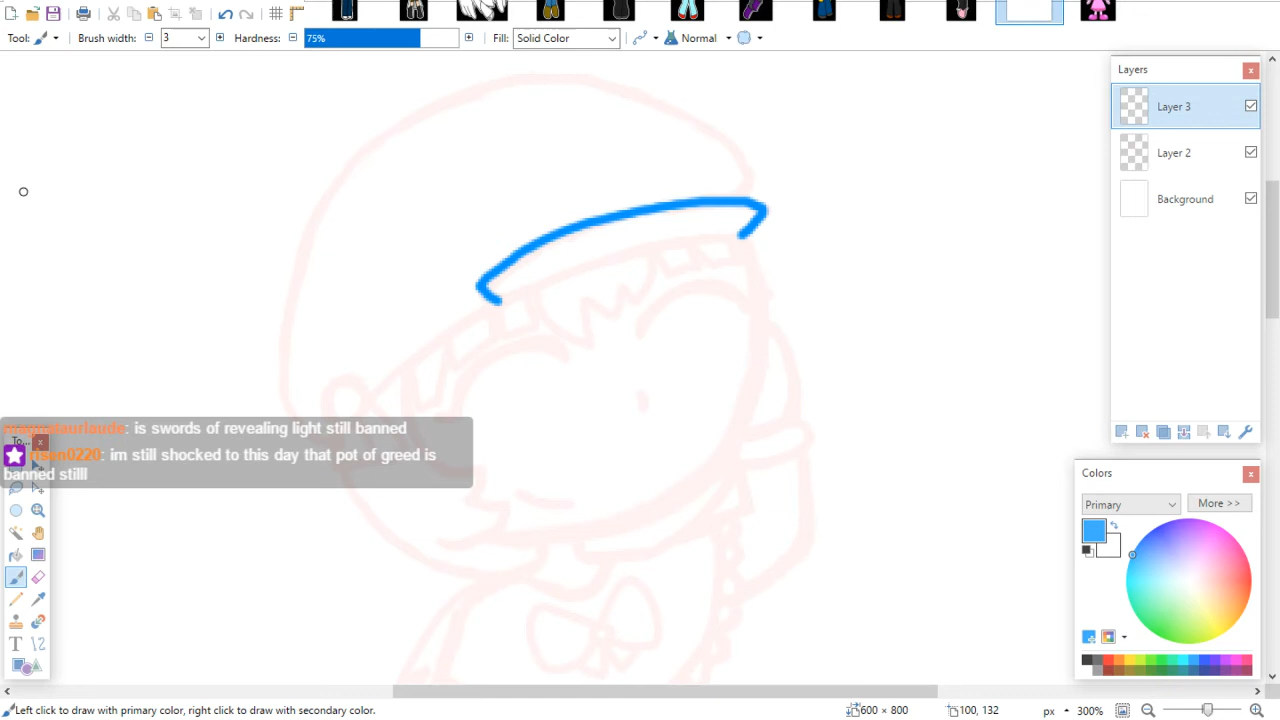 Tool:
Brush width:
3
Hardness:
75%
Fill:
Solid Color
Normal
Layers
x
Layer 3
Layer 2
Background
magnataurlaude: is swords of revealing light still banned
risun0220: im still shocked to this day that pot of greed is
banned stilll
To...
x
Colors
x
Primary
More >>
Left click to draw with primary color, right click to draw with secondary color.
600 × 800
100, 132
px
300%